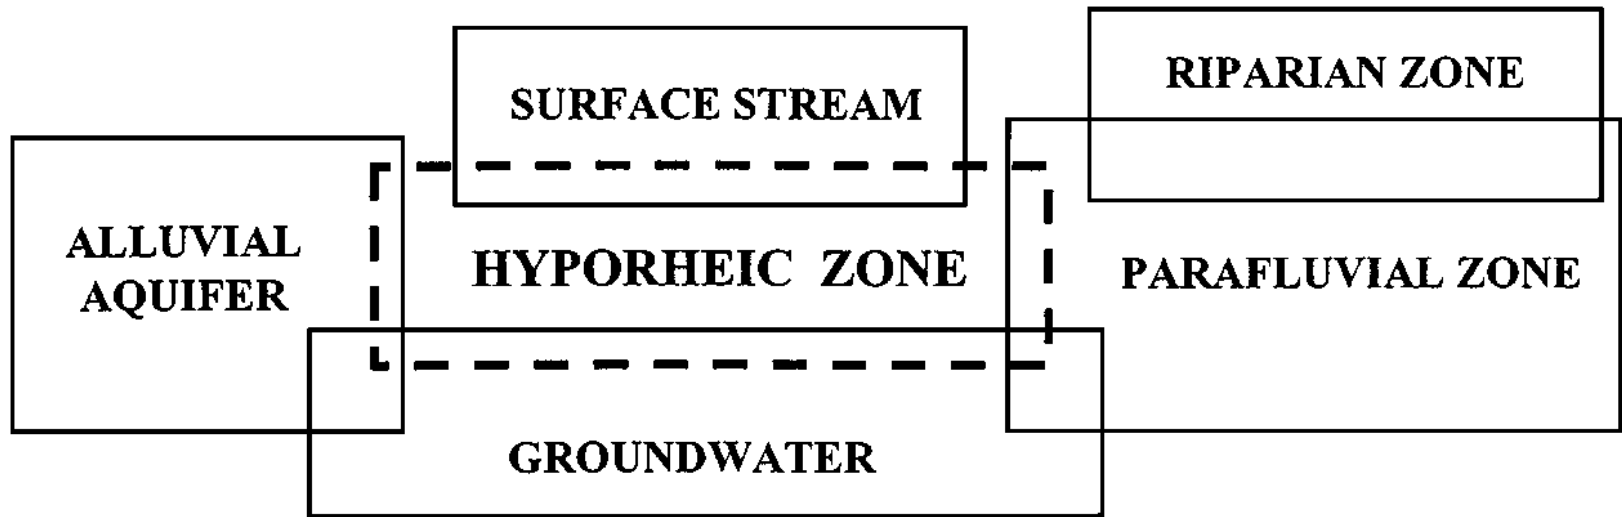 RIPARIAN ZONE
SURFACE STREAM
ALLUVIAL
AQUIFER
HYPORHEIC ZONE
PARAFLUVIAL ZONE
GROUNDWATER